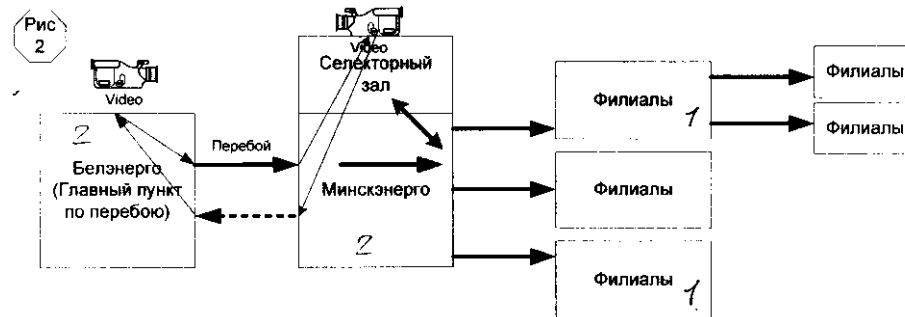 Рис
2
Video
2
Белэнерго
(Главный пункт
по перебою)
Перебой
Video
Селекторный
зал
Минскэнерго
2
Филиалы
1
Филиалы
Филиалы
1
Филиалы
Филиалы